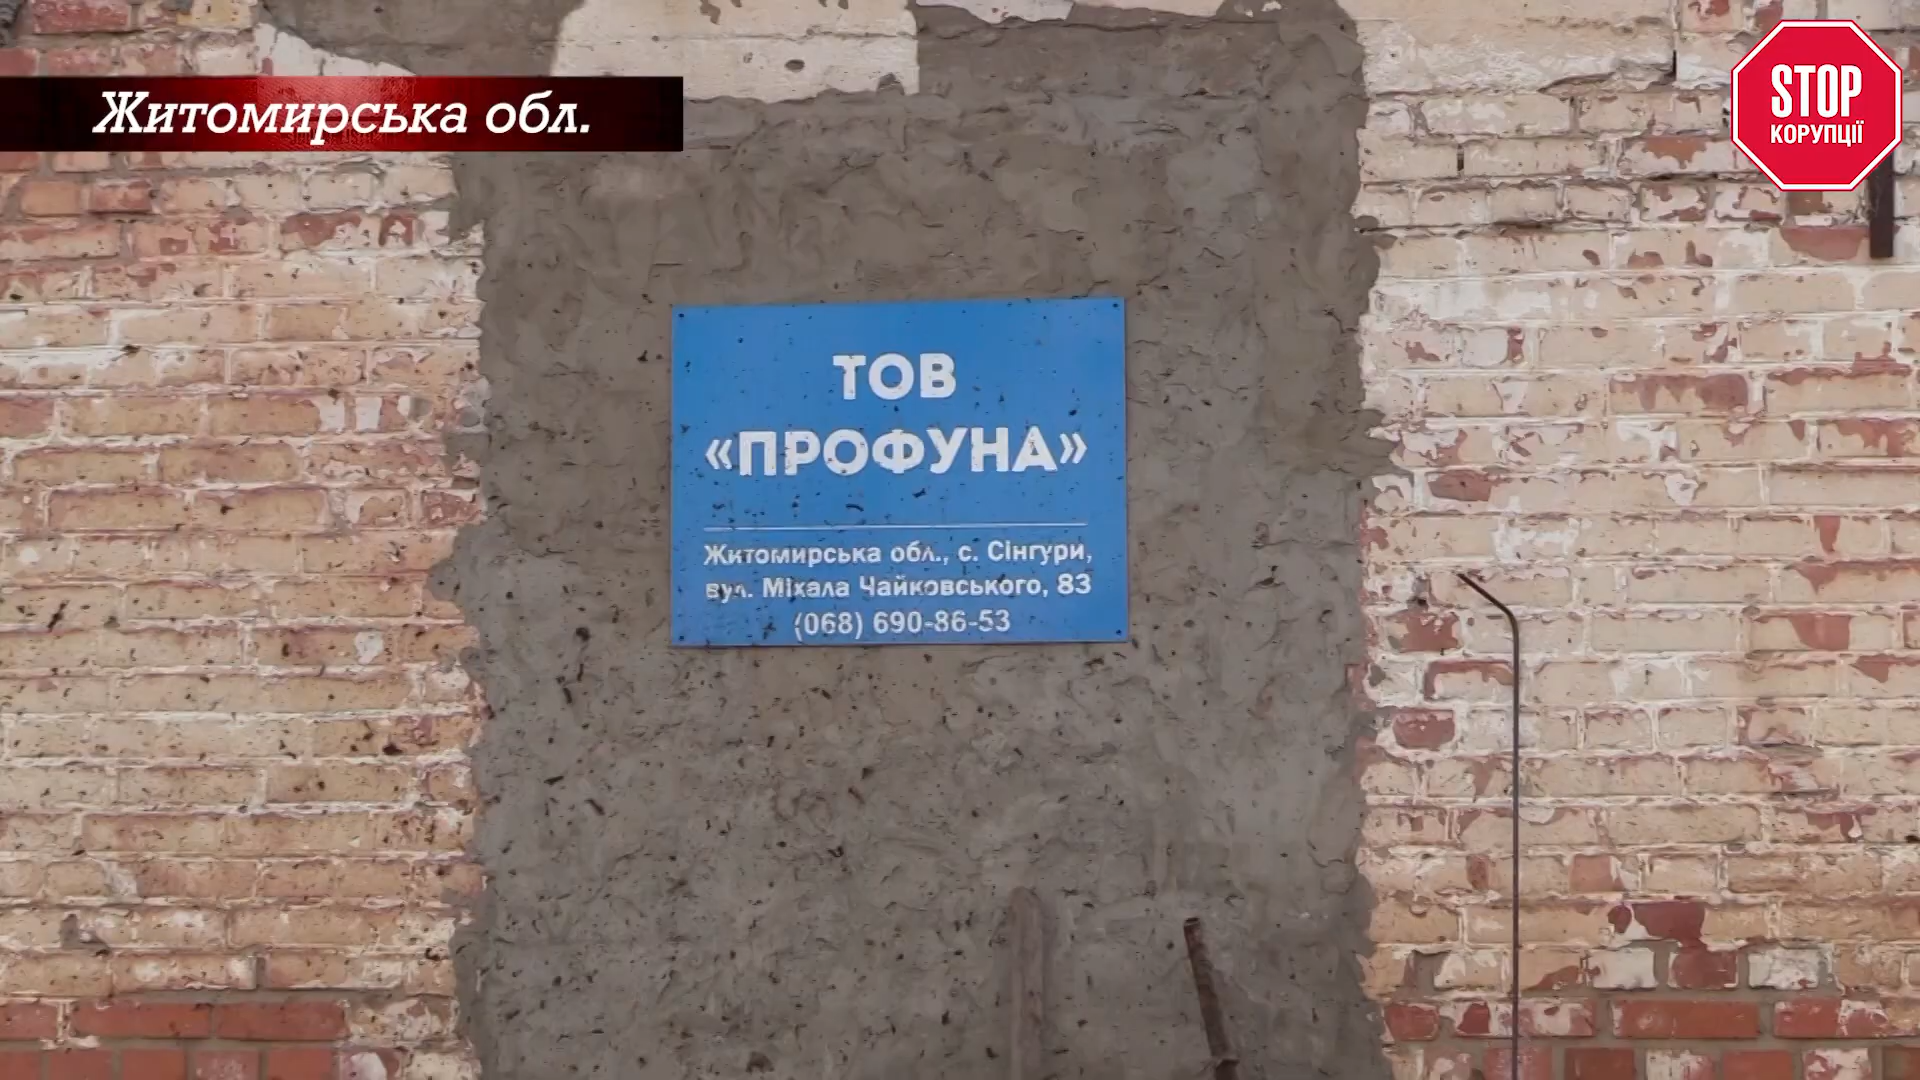 Житомирська обл.
STOP
КОРУПЦІЇ
ТОВ
«ПРОФУНА»
Житомирська обл., с. Сінгури,
вул. Міхала Чайковського, 83
(068) 690-86-53